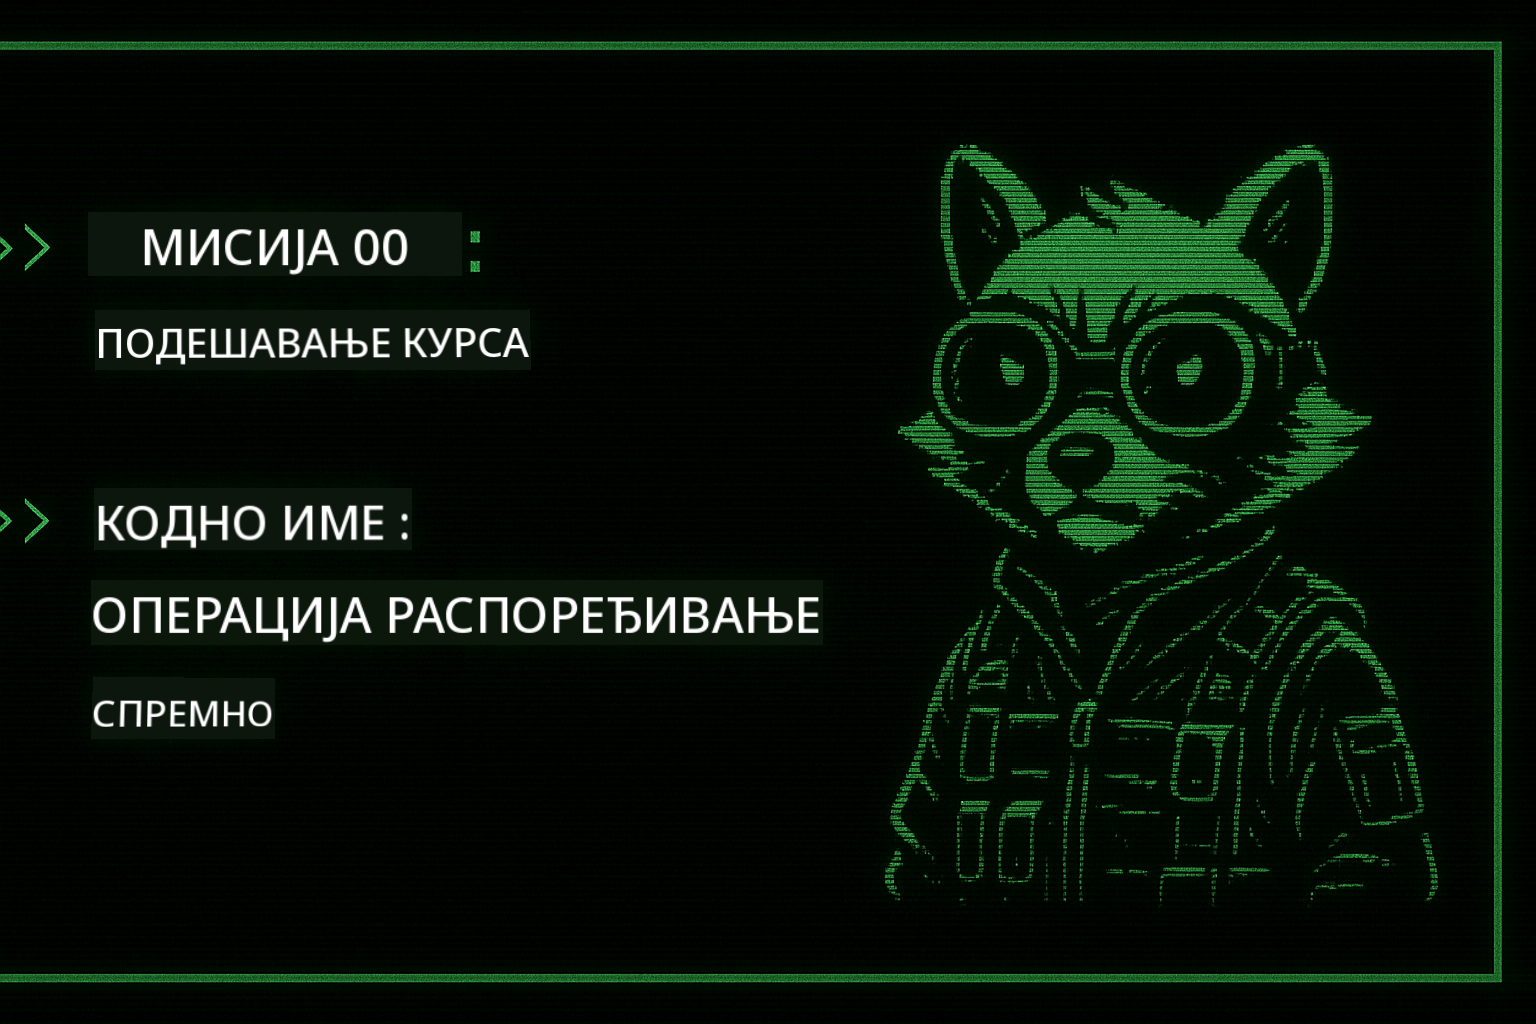 >> МИСИЈА 00 :
ПОДЕШАВАЊЕ КУРСА
>> КОДНО ИМЕ :
ОПЕРАЦИЈА РАСПОРЕЂИВАЊЕ
СПРЕМНО